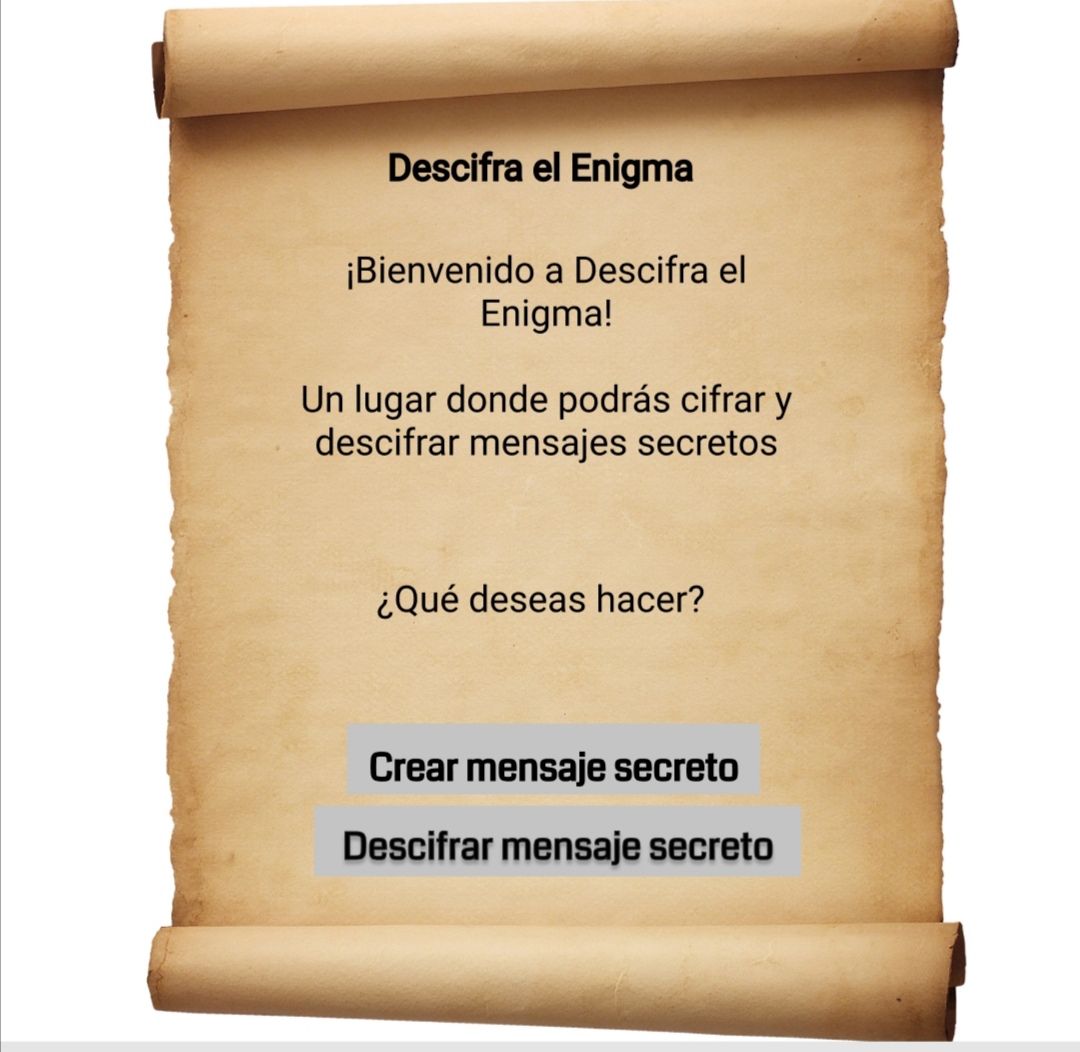 Descifra el Enigma
¡Bienvenido a Descifra el
Enigma!
Un lugar donde podrás cifrar y
descifrar mensajes secretos
¿Qué deseas hacer?
Crear mensaje secreto
Descifrar mensaje secreto